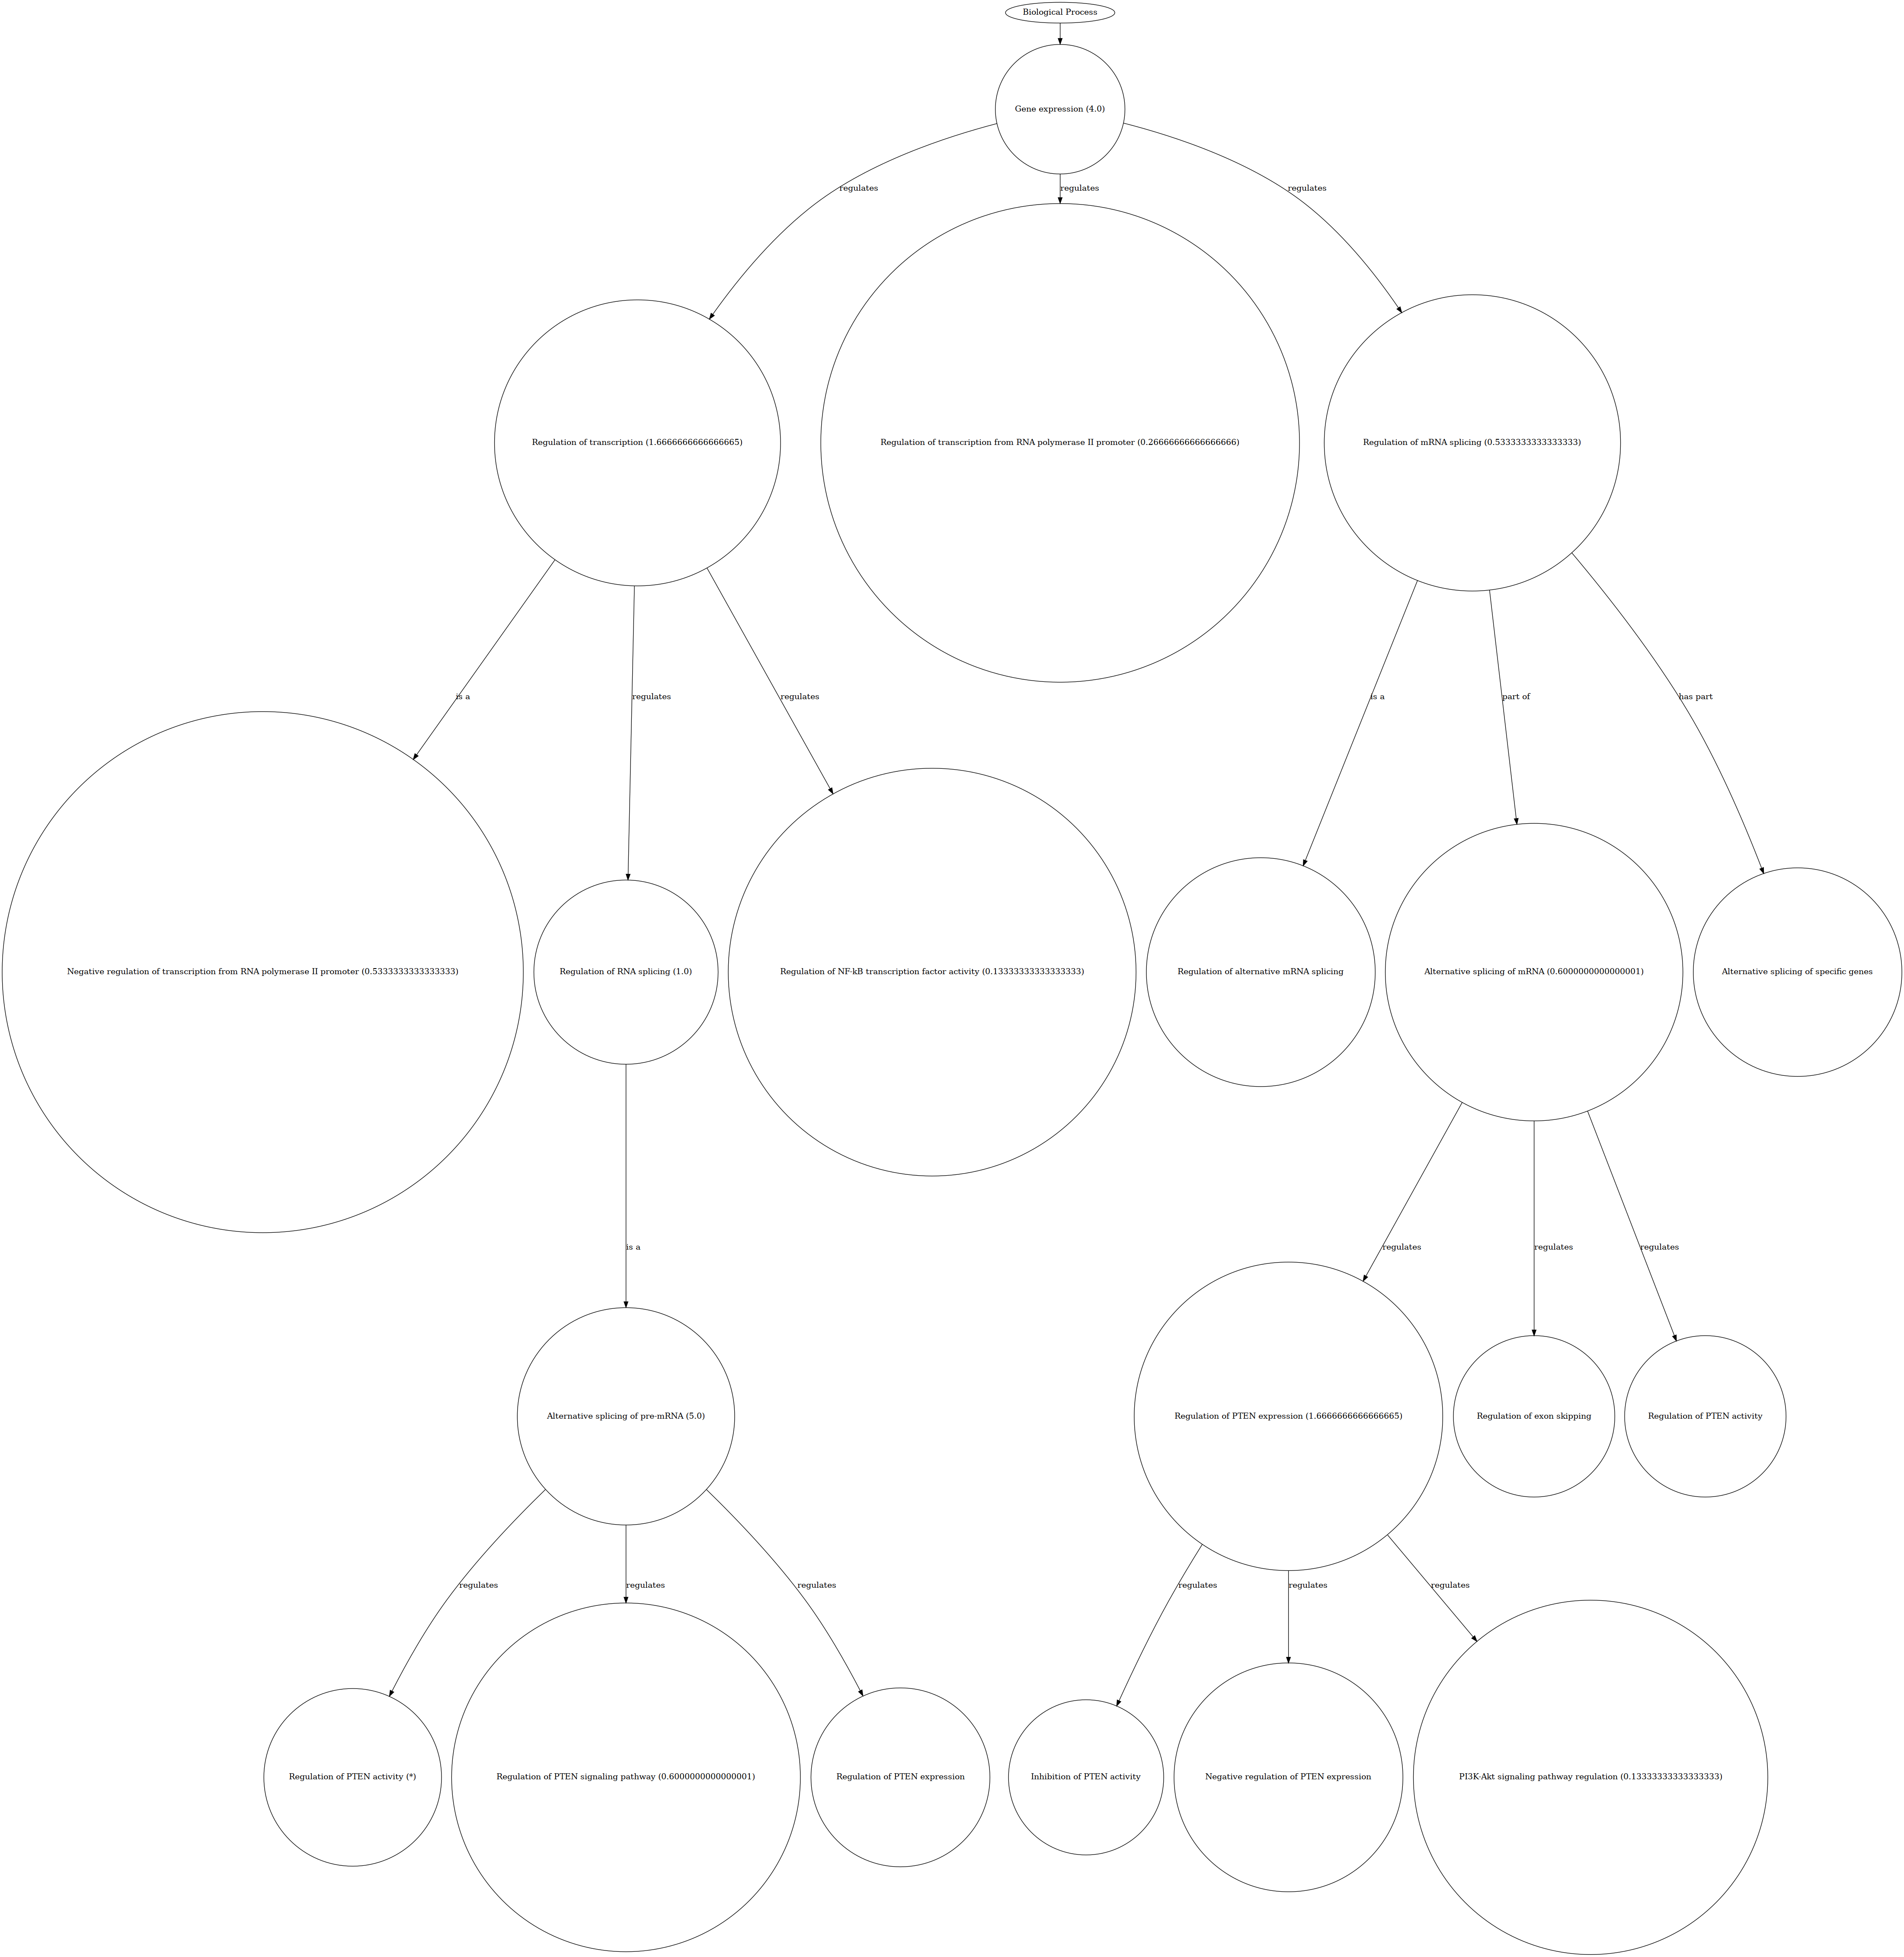 Biological Process
Gene expression (4.0)
regulates
regulates
regulates
Regulation of transcription (1.6666666666666665)
Regulation of transcription from RNA polymerase II promoter (0.26666666666666666)
Regulation of mRNA splicing (0.5333333333333333)
is a
regulates
regulates
is a
part of
has part
Negative regulation of transcription from RNA polymerase II promoter (0.5333333333333333)
Regulation of RNA splicing (1.0)
Regulation of NF-kB transcription factor activity (0.13333333333333333)
Regulation of alternative mRNA splicing
Alternative splicing of mRNA (0.6000000000000001)
Alternative splicing of specific genes
is a
regulates
regulates
regulates
Alternative splicing of pre-mRNA (5.0)
Regulation of PTEN expression (1.6666666666666665)
Regulation of exon skipping
Regulation of PTEN activity
regulates
regulates
regulates
regulates
regulates
regulates
Regulation of PTEN activity (*)
Regulation of PTEN signaling pathway (0.6000000000000001)
Regulation of PTEN expression
Inhibition of PTEN activity
Negative regulation of PTEN expression
PI3K-Akt signaling pathway regulation (0.13333333333333333)